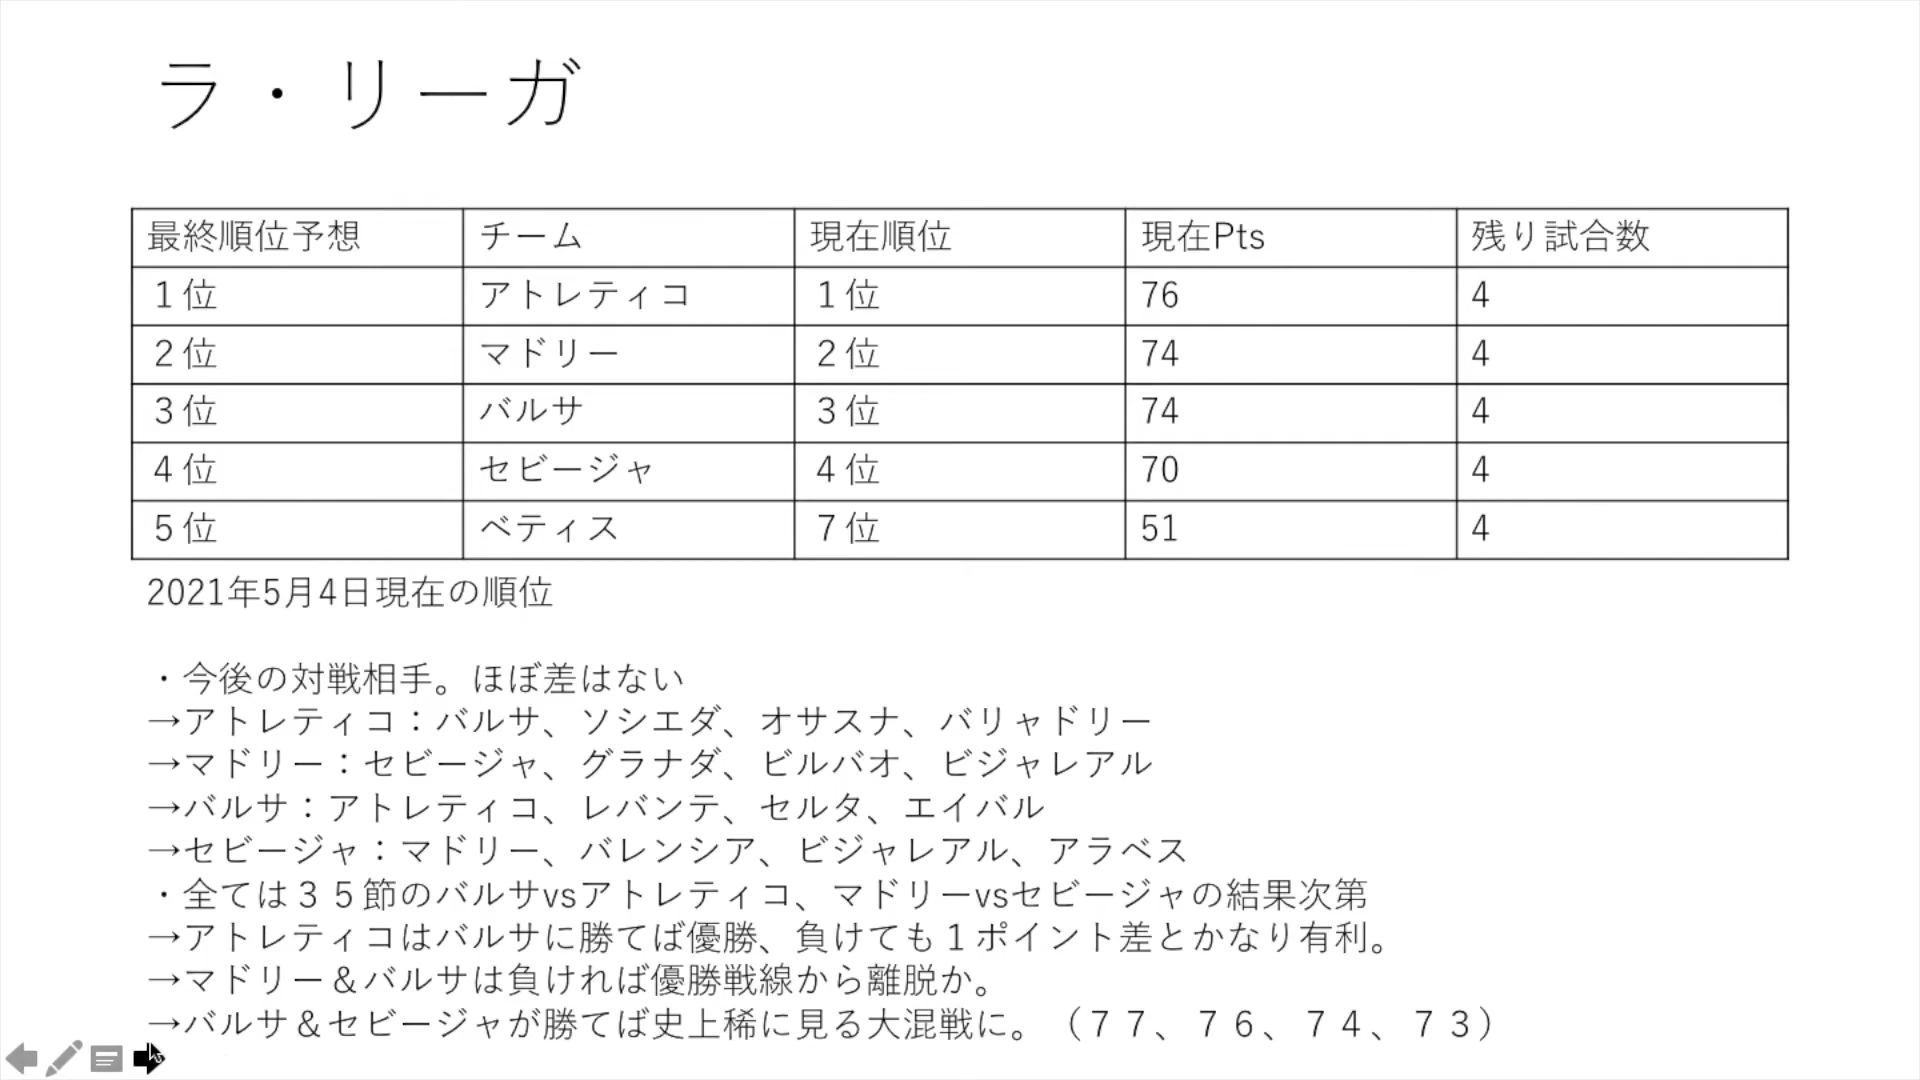 ラ・リーガ
最終順位予想 チーム 現在順位 現在Pts 残り試合数
１位 アトレティコ １位 76 4
２位 マドリー ２位 74 4
３位 バルサ ３位 74 4
４位 セビージャ ４位 70 4
５位 ベティス ７位 51 4
2021年5月4日現在の順位
・今後の対戦相手。ほぼ差はない
→アトレティコ：バルサ、ソシエダ、オサスナ、バリャドリー
→マドリー：セビージャ、グラナダ、ビルバオ、ビジャレアル
→バルサ：アトレティコ、レバンテ、セルタ、エイバル
→セビージャ：マドリー、バレンシア、ビジャレアル、アラベス
・全ては３５節のバルサvsアトレティコ、マドリーvsセビージャの結果次第
→アトレティコはバルサに勝てば優勝、負けても１ポイント差とかなり有利。
→マドリー＆バルサは負ければ優勝戦線から離脱か。
→バルサ＆セビージャが勝てば史上稀に見る大混戦に。（７７、７６、７４、７３）